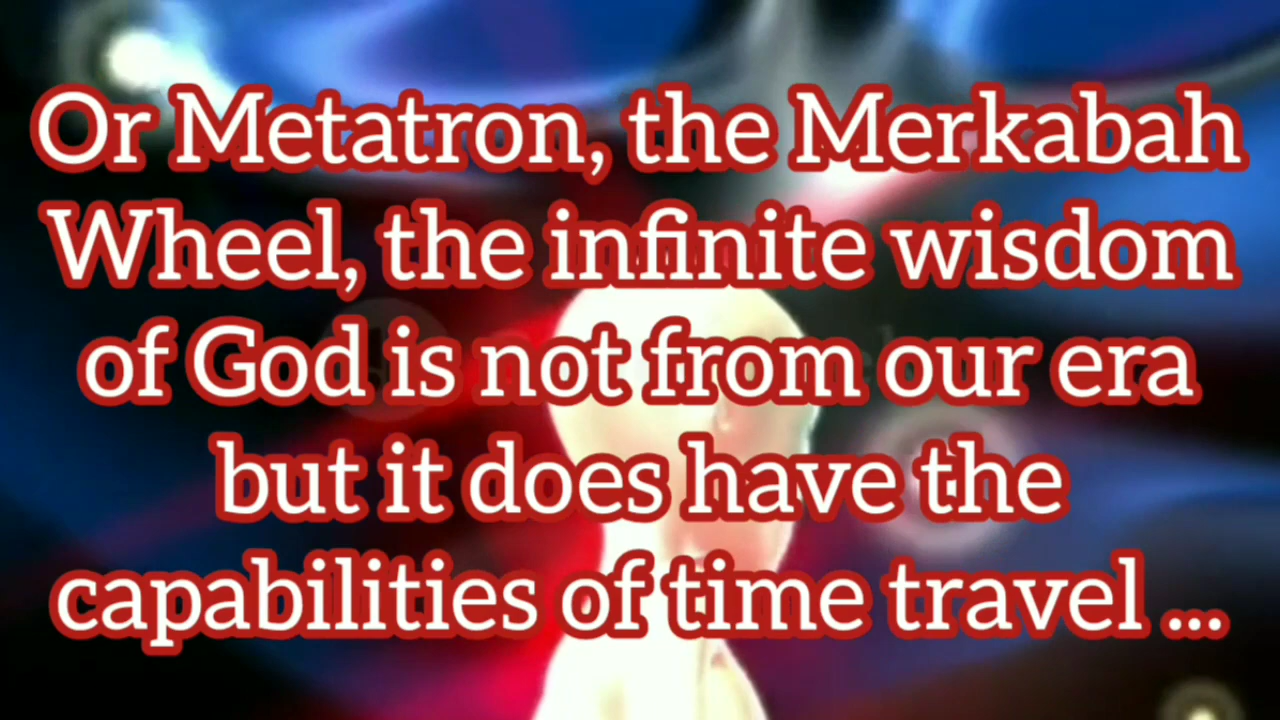 Or Metatron, the Merkabah
Wheel, the infinite wisdom
of God is not from our era
but it does have the
capabilities of time travel ...